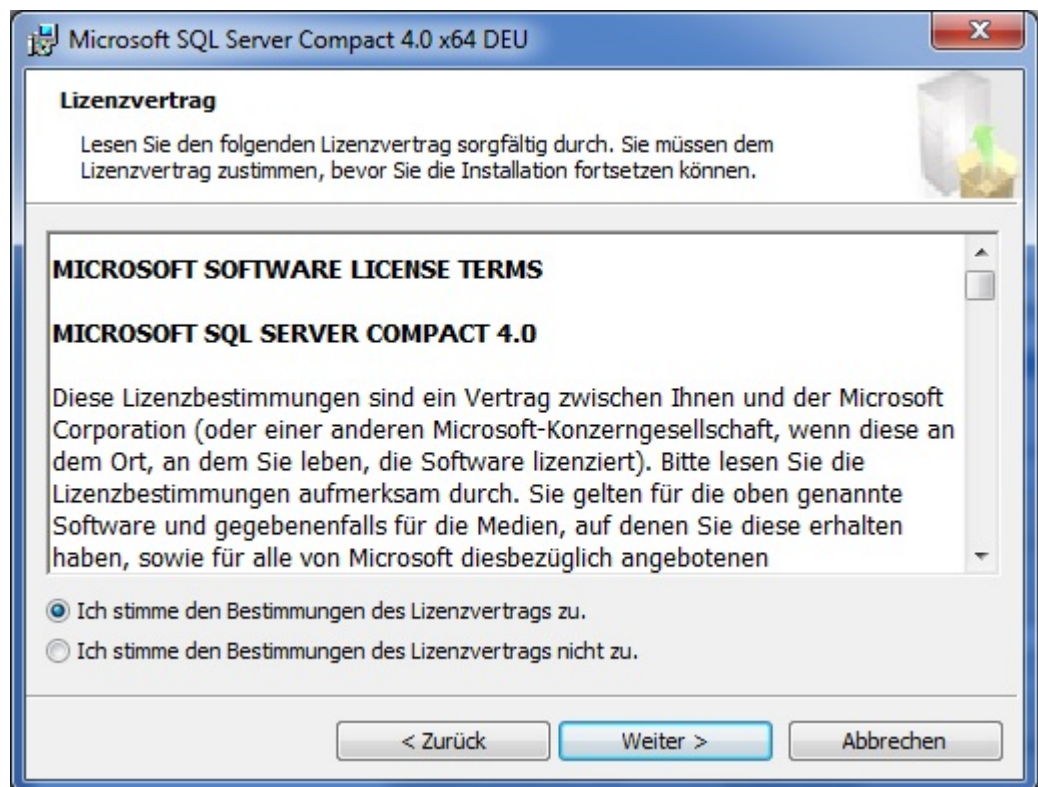 Microsoft SQL Server Compact 4.0 x64 DEU
Lizenzvertrag
Lesen Sie den folgenden Lizenzvertrag sorgfältig durch. Sie müssen dem
Lizenzvertrag zustimmen, bevor Sie die Installation fortsetzen können.
MICROSOFT SOFTWARE LICENSE TERMS
MICROSOFT SQL SERVER COMPACT 4.0
Diese Lizenzbestimmungen sind ein Vertrag zwischen Ihnen und der Microsoft
Corporation (oder einer anderen Microsoft-Konzerngesellschaft, wenn diese an
dem Ort, an dem Sie leben, die Software lizenziert). Bitte lesen Sie die
Lizenzbestimmungen aufmerksam durch. Sie gelten für die oben genannte
Software und gegebenenfalls für die Medien, auf denen Sie diese erhalten
haben, sowie für alle von Microsoft diesbezüglich angebotenen
Ich stimme den Bestimmungen des Lizenzvertrags zu.
Ich stimme den Bestimmungen des Lizenzvertrags nicht zu.
< Zurück Weiter > Abbrechen